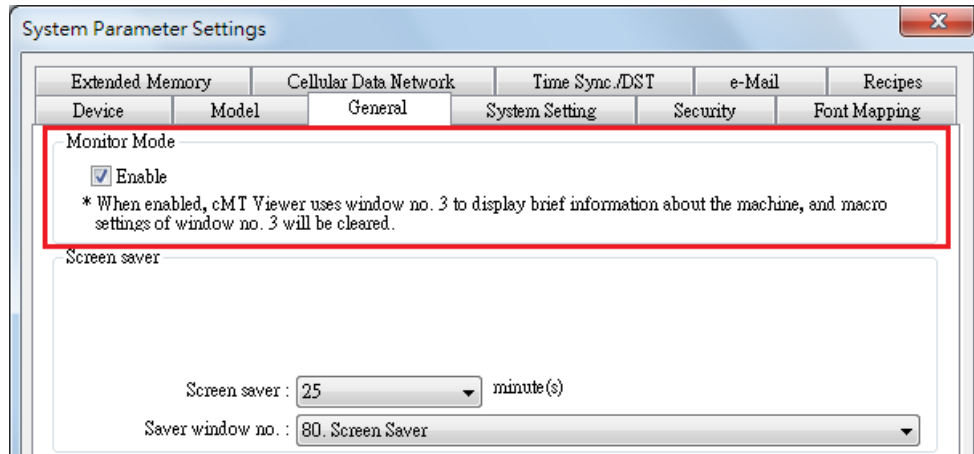 System Parameter Settings
Extended Memory Cellular Data Network Time Sync./DST e-Mail Recipes
Device Model General System Setting Security Font Mapping
Monitor Mode
Enable
* When enabled, cMT Viewer uses window no. 3 to display brief information about the machine, and macro
settings of window no. 3 will be cleared.
Screen saver
Screen saver : 25 minute(s)
Saver window no. : 80. Screen Saver